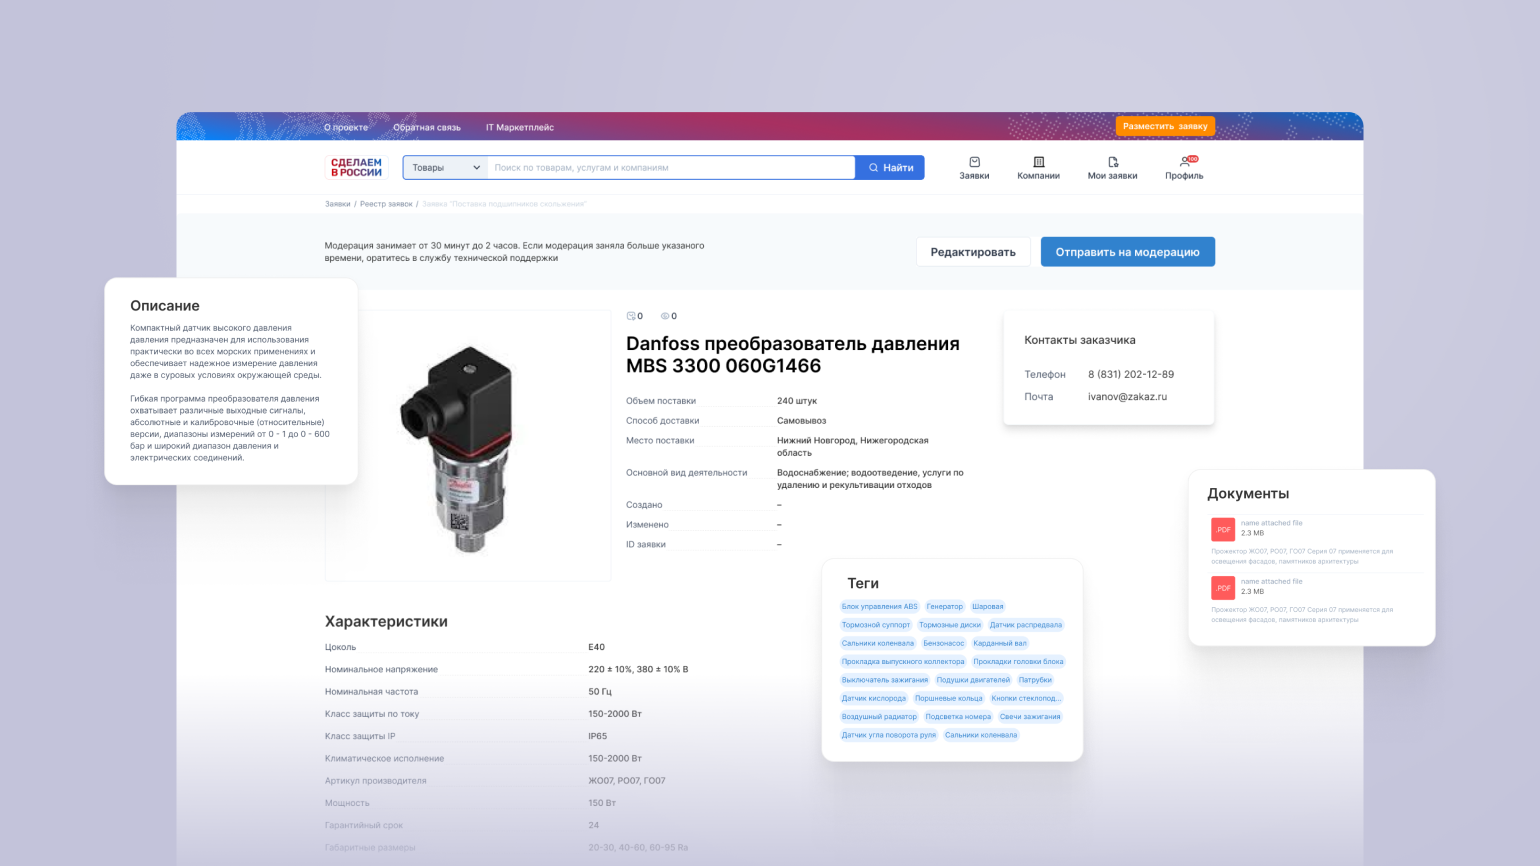 О проекте
Обратная связь
IT Маркетплейс
Разместить заявку
СДЕЛАЕМ
В РОССИИ
Товары
Поиск по товарам, услугам и компаниям
Найти
Заявки
Компании
Мои заявки
100
Профиль
Заявки / Реестр заявок / Заявка "Поставка подшипников скольжения"
Модерация занимает от 30 минут до 2 часов. Если модерация заняла больше указаного
времени, оратитесь в службу технической поддержки
Редактировать
Отправить на модерацию
Описание
Компактный датчик высокого давления
давления предназначен для использования
практически во всех морских применениях и
обеспечивает надежное измерение давления
даже в суровых условиях окружающей среды.
Гибкая программа преобразователя давления
охватывает различные выходные сигналы,
абсолютные и калибровочные (относительные)
версии, диапазоны измерений от 0 - 1 до 0 - 600
бар и широкий диапазон давления и
электрических соединений.
Danfoss
0
0
Danfoss преобразователь давления
MBS 3300 060G1466
Объем поставки 240 штук
Способ доставки Самовывоз
Место поставки Нижний Новгород, Нижегородская
область
Основной вид деятельности Водоснабжение; водоотведение, услуги по
удалению и рекультивации отходов
Создано –
Изменено –
ID заявки –
Контакты заказчика
Телефон 8 (831) 202-12-89
Почта ivanov@zakaz.ru
Документы
.PDF
name attached file
2.3 MB
Прожектор ЖО07, РО07, ГО07 Серия 07 применяется для
освещения фасадов, памятников архитектуры
.PDF
name attached file
2.3 MB
Прожектор ЖО07, РО07, ГО07 Серия 07 применяется для
освещения фасадов, памятников архитектуры
Теги
Блок управления ABS Генератор Шаровая
Тормозной суппорт Тормозные диски Датчик распредвала
Сальники коленвала Бензонасос Карданный вал
Прокладка выпускного коллектора Прокладки головки блока
Выключатель зажигания Подушки двигателей Патрубки
Датчик кислорода Поршневые кольца Кнопки стеклопод...
Воздушный радиатор Подсветка номера Свечи зажигания
Датчик угла поворота руля Сальники коленвала
Характеристики
Цоколь E40
Номинальное напряжение 220 ± 10%, 380 ± 10% В
Номинальная частота 50 Гц
Класс защиты по току 150-2000 Вт
Класс защиты IP IP65
Климатическое исполнение 150-2000 Вт
Артикул производителя ЖО07, РО07, ГО07
Мощность 150 Вт
Гарантийный срок 24
Габаритные размеры 20-30, 40-60, 60-95 Ra